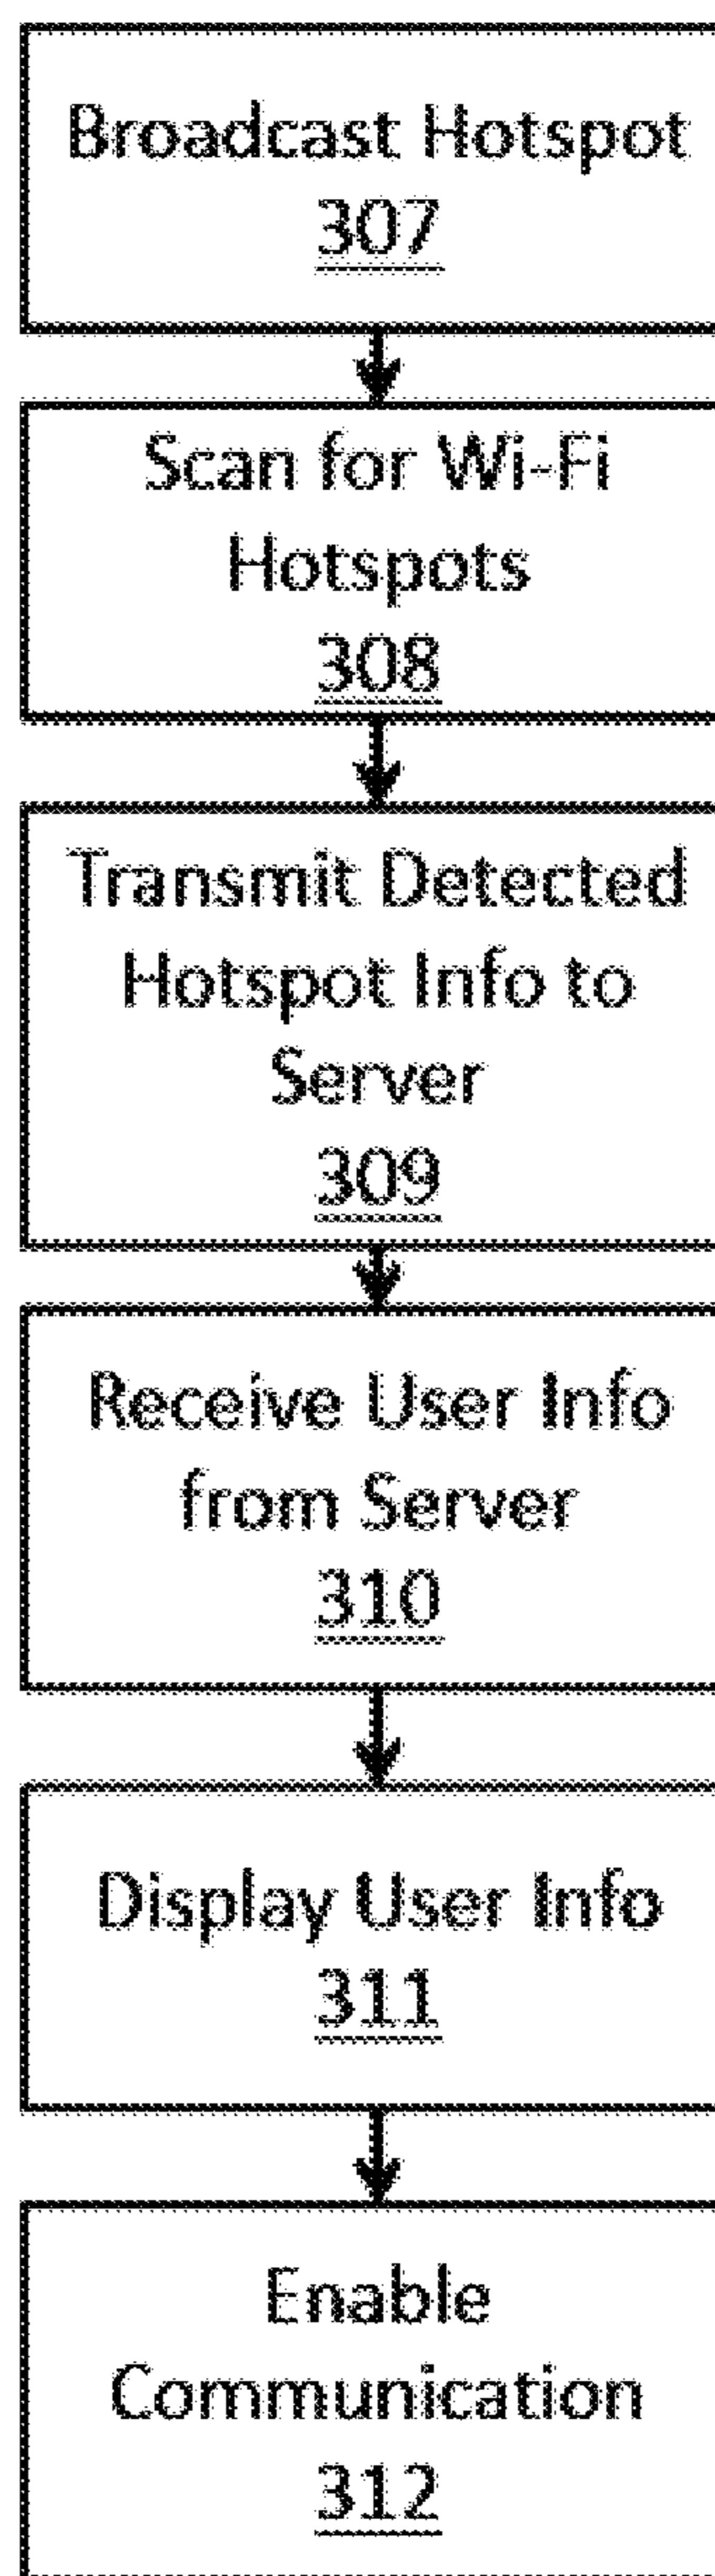 Broadcast Hotspot
307
Scan for Wi-Fi
Hotspots
308
Transmit Detected
Hotspot Info to
Server
309
Receive User Info
from Server
310
Display User Info
311
Enable
Communication
312